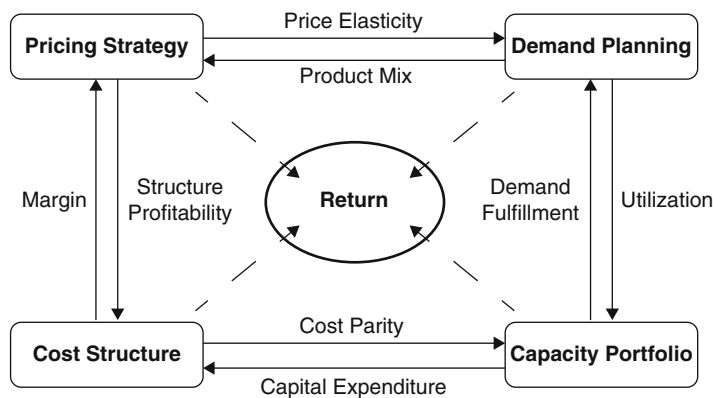 Price Elasticity
Pricing Strategy
Demand Planning
Product Mix
Margin
Structure
Profitability
Return
Demand
Fulfillment
Utilization
Cost Parity
Cost Structure
Capacity Portfolio
Capital Expenditure